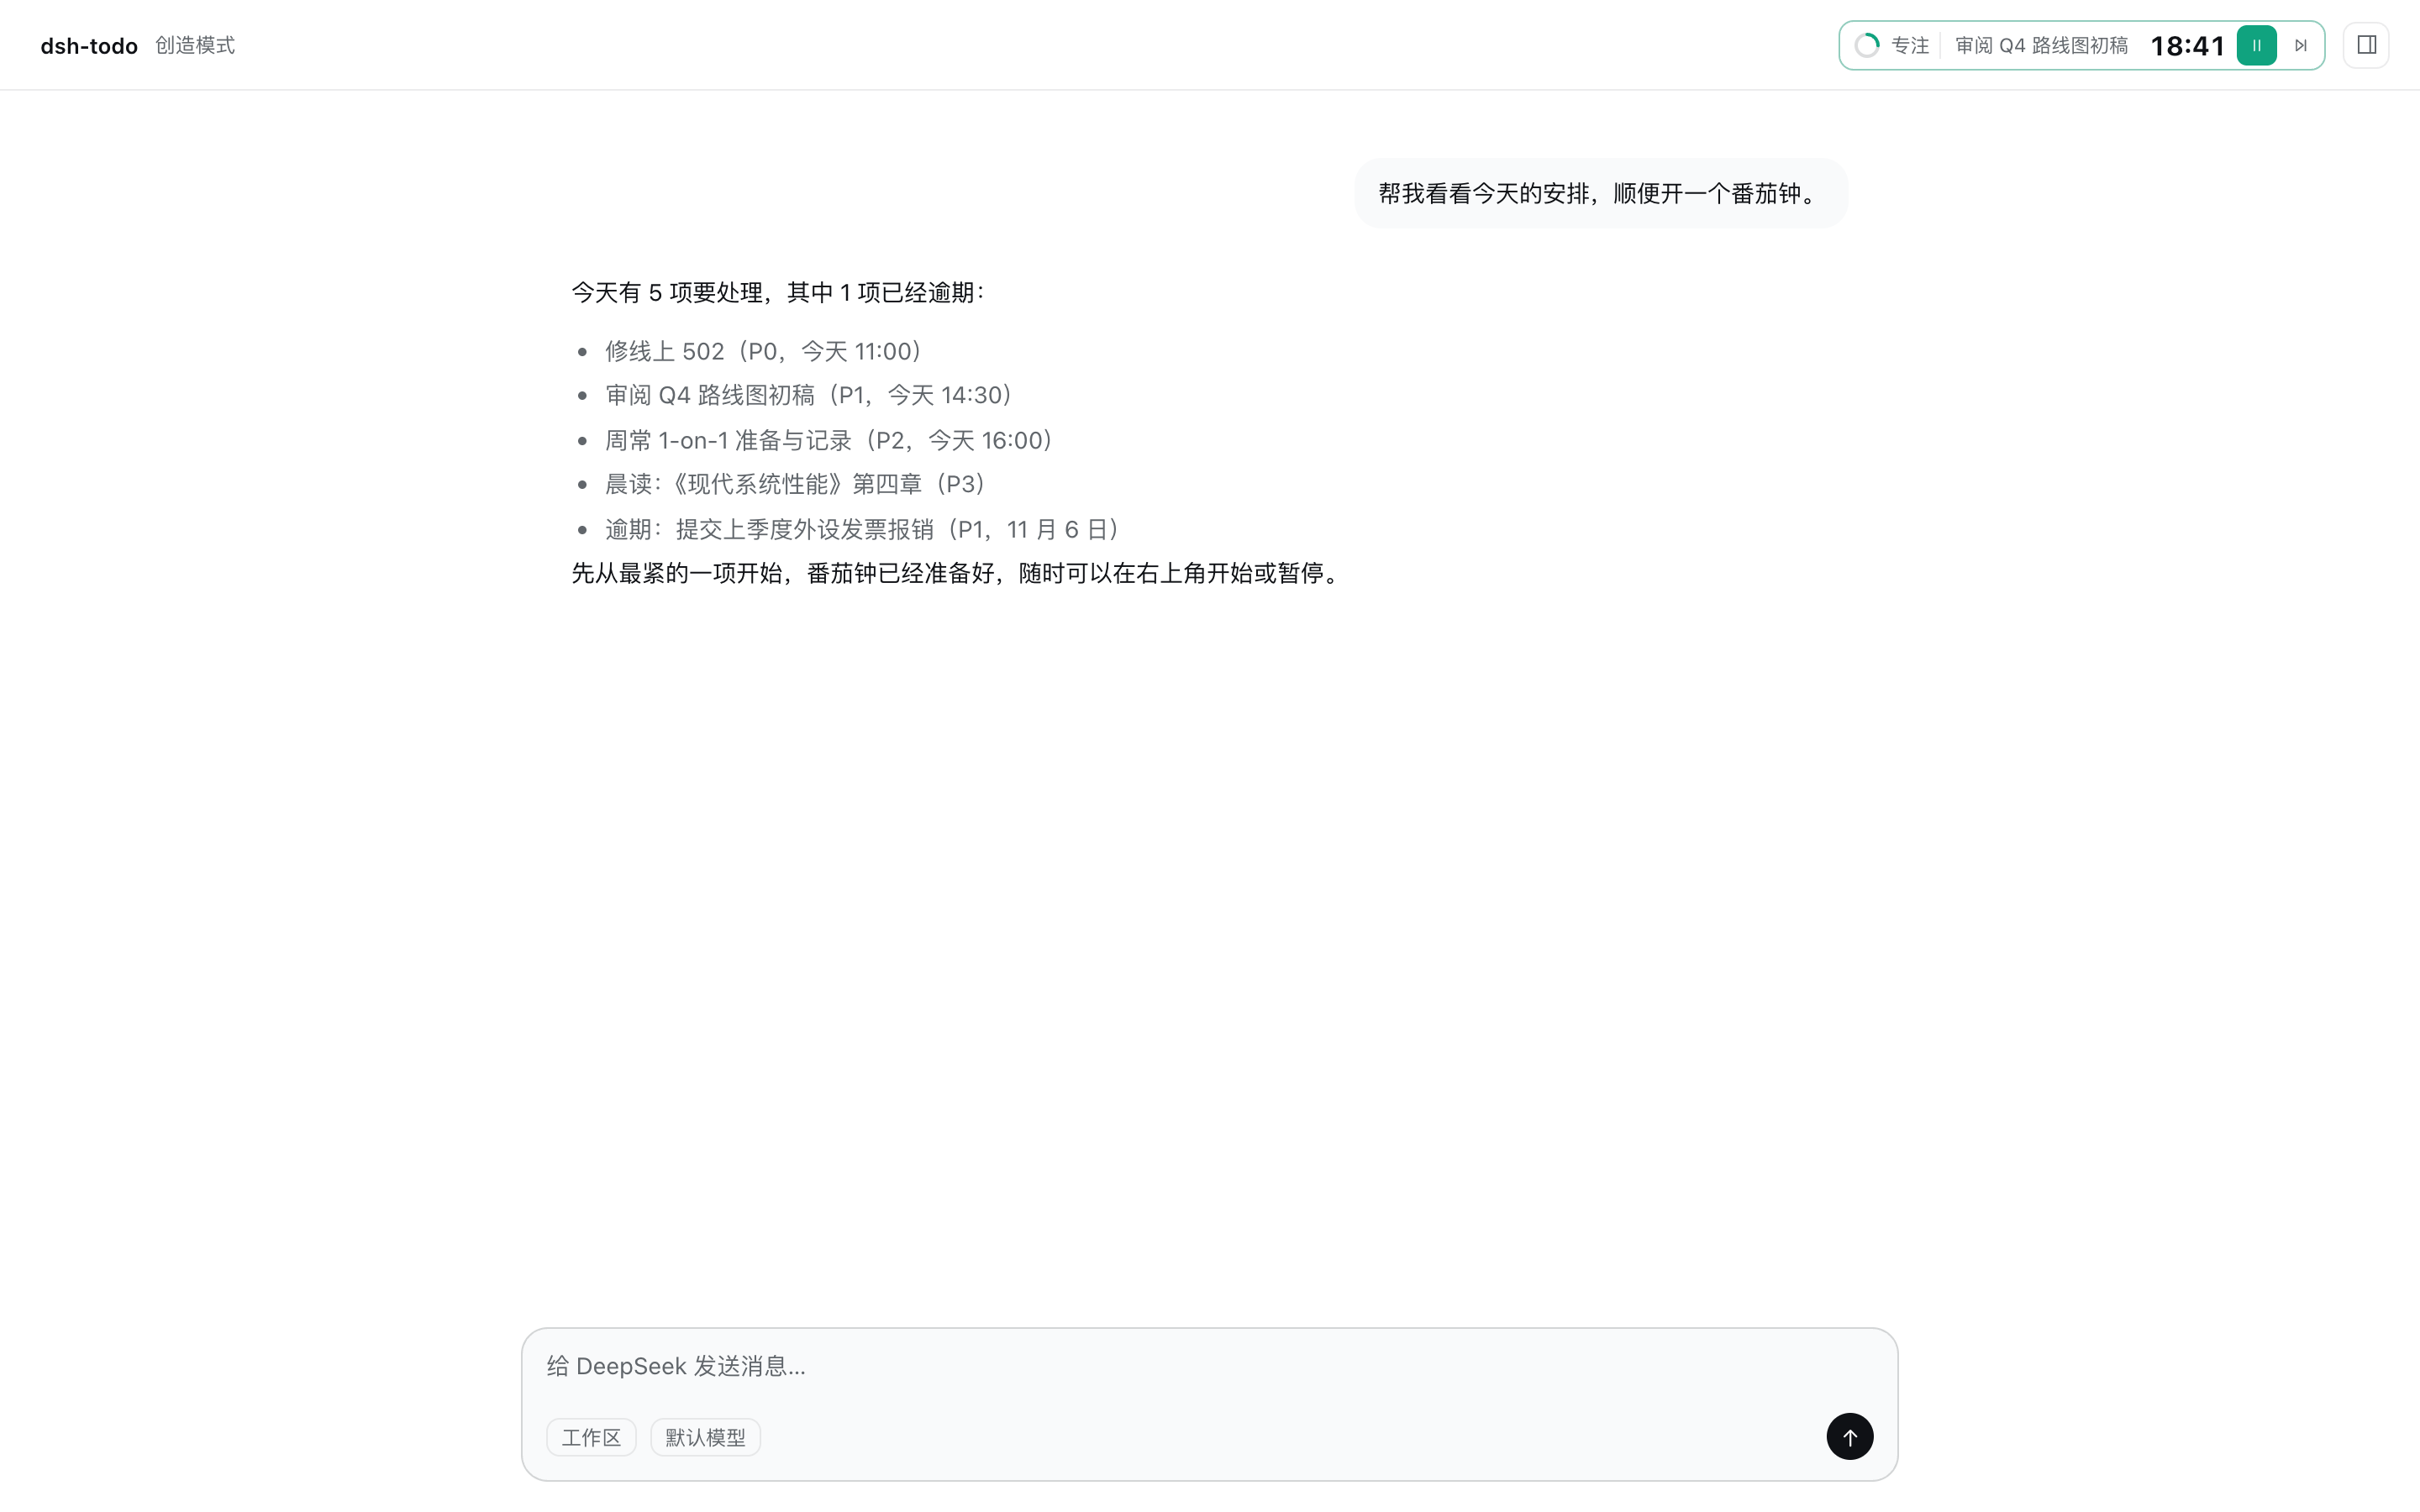 dsh-todo 创造模式
专注 审阅 Q4 路线图初稿 18:41
帮我看看今天的安排，顺便开一个番茄钟。
今天有 5 项要处理，其中 1 项已经逾期：
• 修线上 502（P0，今天 11:00）
• 审阅 Q4 路线图初稿（P1，今天 14:30）
• 周常 1-on-1 准备与记录（P2，今天 16:00）
• 晨读：《现代系统性能》第四章（P3）
• 逾期：提交上季度外设发票报销（P1，11 月 6 日）
先从最紧的一项开始，番茄钟已经准备好，随时可以在右上角开始或暂停。
给 DeepSeek 发送消息...
工作区 默认模型